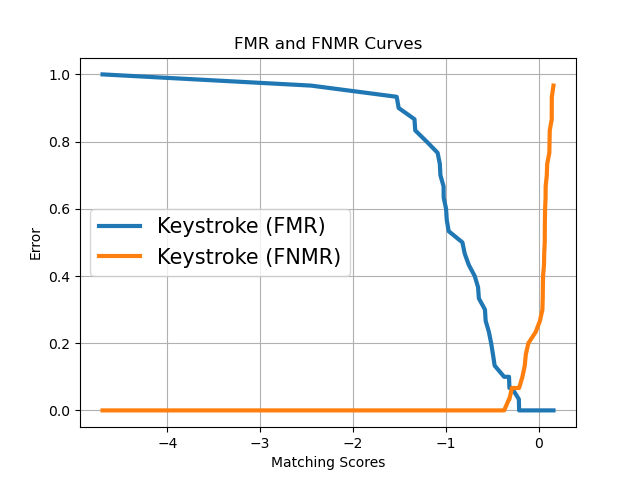 FMR and FNMR Curves
1.0
0.8
0.6
0.4
0.2
0.0
Error
Keystroke (FMR)
Keystroke (FNMR)
−4
−3
−2
−1
0
Matching Scores